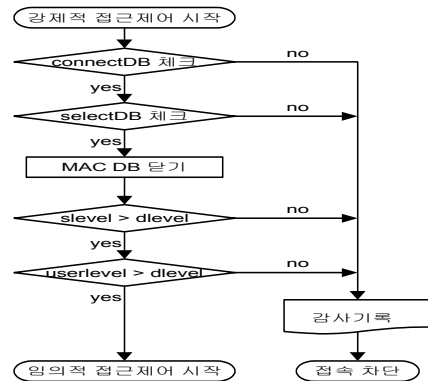 강제적 접근제어 시작
connectDB 체크
no
yes
selectDB 체크
no
yes
MAC DB 닫기
slevel > dlevel
no
yes
userlevel > dlevel
no
yes
감사기록
임의적 접근제어 시작
접속 차단